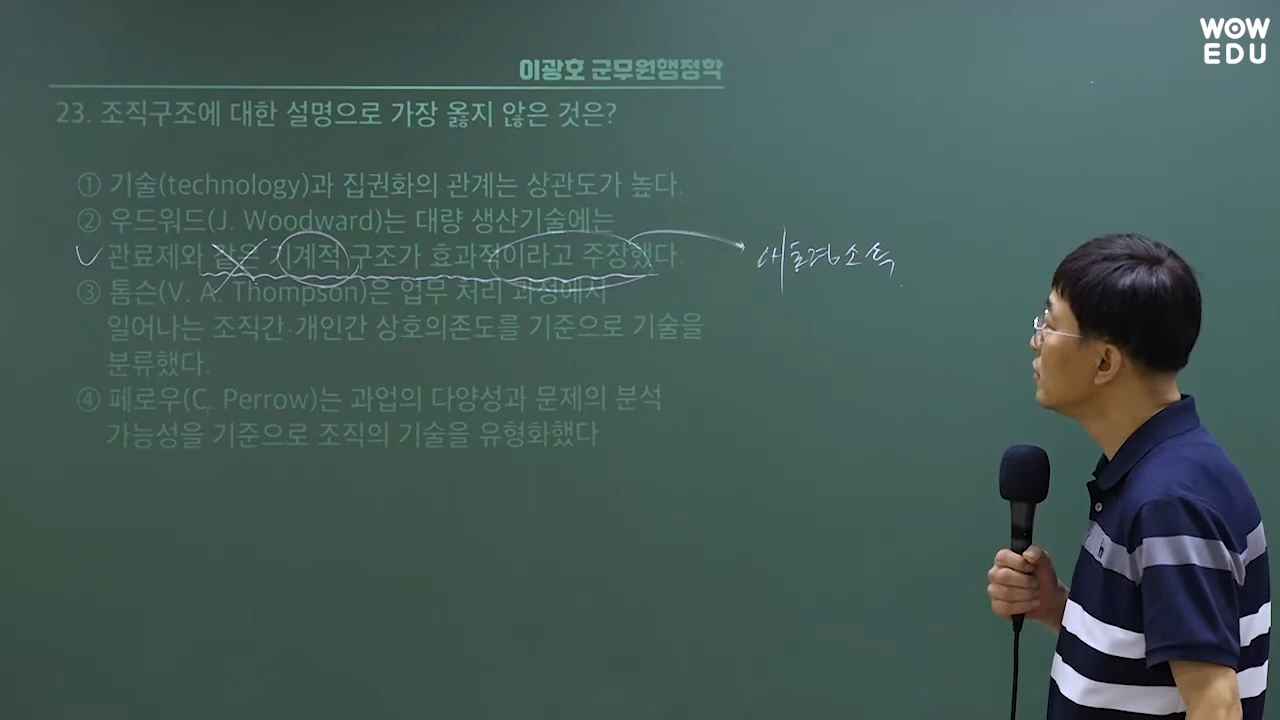 WOW
EDU
이광호 군무원행정학
23. 조직구조에 대한 설명으로 가장 옳지 않은 것은?
① 기술(technology)과 집권화의 관계는 상관도가 높다.
② 우드워드(J. Woodward)는 대량 생산기술에는
관료제와 같은 기계적 구조가 효과적이라고 주장했다.
③ 톰슨(V. A. Thompson)은 업무 처리 과정에서
일어나는 조직간·개인간 상호의존도를 기준으로 기술을
분류했다.
④ 페로우(C. Perrow)는 과업의 다양성과 문제의 분석
가능성을 기준으로 조직의 기술을 유형화했다